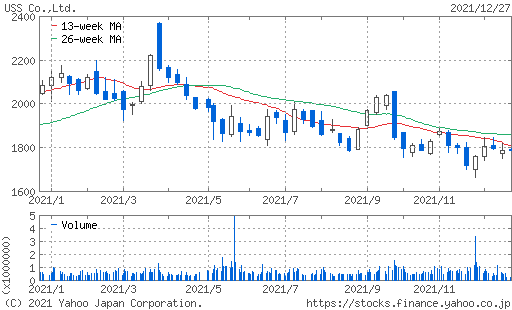 USS Co.,Ltd. 2021/12/27
2400
13-week MA
26-week MA
2200
2000
1800
1600
2021/1 2021/3 2021/5 2021/7 2021/9 2021/11
5
Volume
4
3
2
1
0
(x1000000)
2021/1 2021/3 2021/5 2021/7 2021/9 2021/11
(C) 2021 Yahoo Japan Corporation. https://stocks.finance.yahoo.co.jp/